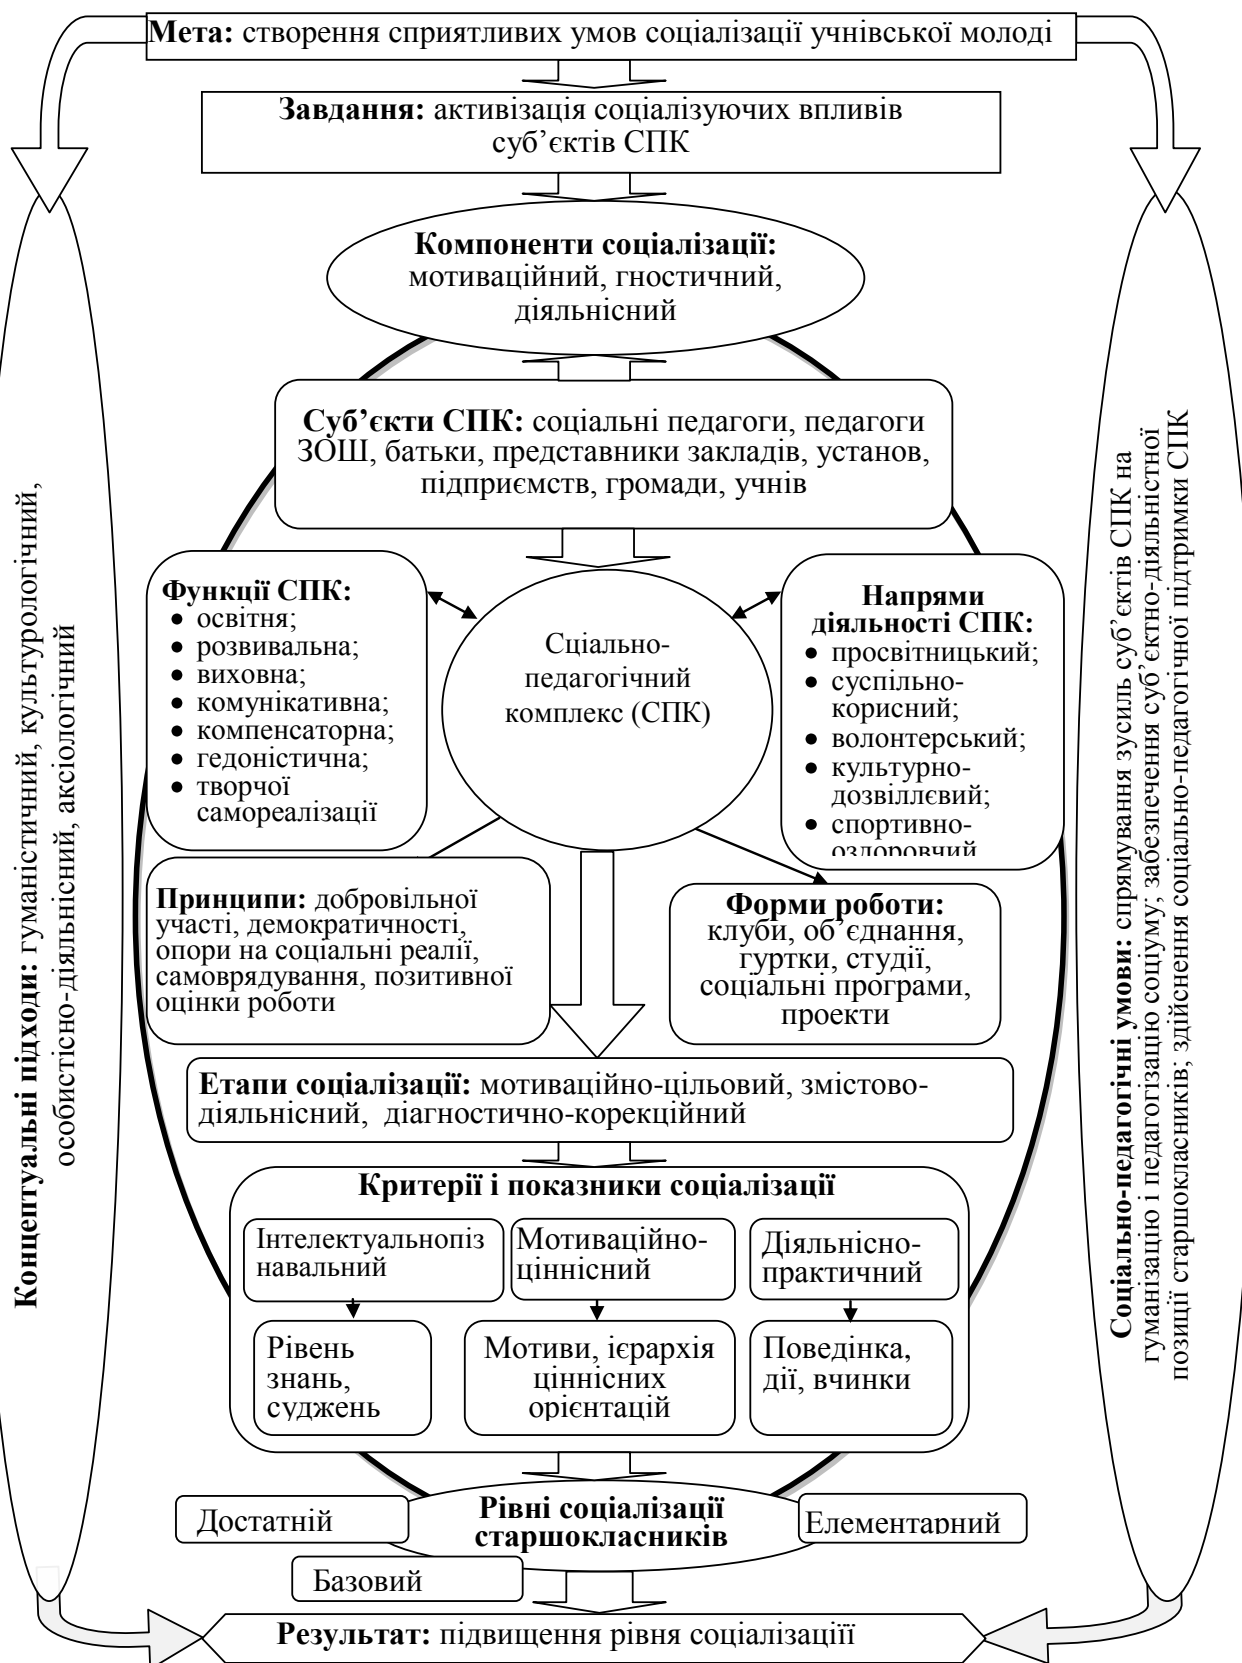 Мета: створення сприятливих умов соціалізації учнівської молоді
Завдання: активізація соціалізуючих впливів
суб’єктів СПК
Компоненти соціалізації:
мотиваційний, гностичний,
діяльнісний
Суб’єкти СПК: соціальні педагоги, педагоги
ЗОШ, батьки, представники закладів, установ,
підприємств, громади, учнів
Концептуальні підходи: гуманістичний, культурологічний,
особистісно-діяльнісний, аксіологічний
Функції СПК:
• освітня;
• розвивальна;
• виховна;
• комунікативна;
• компенсаторна;
• гедоністична;
• творчої
самореалізації
Сціально-
педагогічний
комплекс (СПК)
Напрями
діяльності СПК:
• просвітницький;
• суспільно-
корисний;
• волонтерський;
• культурно-
дозвіллєвий;
• спортивно-
оздоровчий
Соціально-педагогічні умови: спрямування зусиль суб’єктів СПК на
гуманізацію і педагогізацію соціуму; забезпечення суб’єктно-діяльністної
позиції старшокласників; здійснення соціально-педагогічної підтримки СПК
Принципи: добровільної
участі, демократичності,
опори на соціальні реалії,
самоврядування, позитивної
оцінки роботи
Форми роботи:
клуби, об’єднання,
гуртки, студії,
соціальні програми,
проекти
Етапи соціалізації: мотиваційно-цільовий, змістово-
діяльнісний, діагностично-корекційний
Критерії і показники соціалізації
Інтелектуальнопіз
навальний
Мотиваційно-
ціннісний
Діяльнісно-
практичний
Рівень
знань,
суджень
Мотиви, ієрархія
ціннісних
орієнтацій
Поведінка,
дії, вчинки
Рівні соціалізації
старшокласників
Достатній
Елементарний
Базовий
Результат: підвищення рівня соціалізаціїї